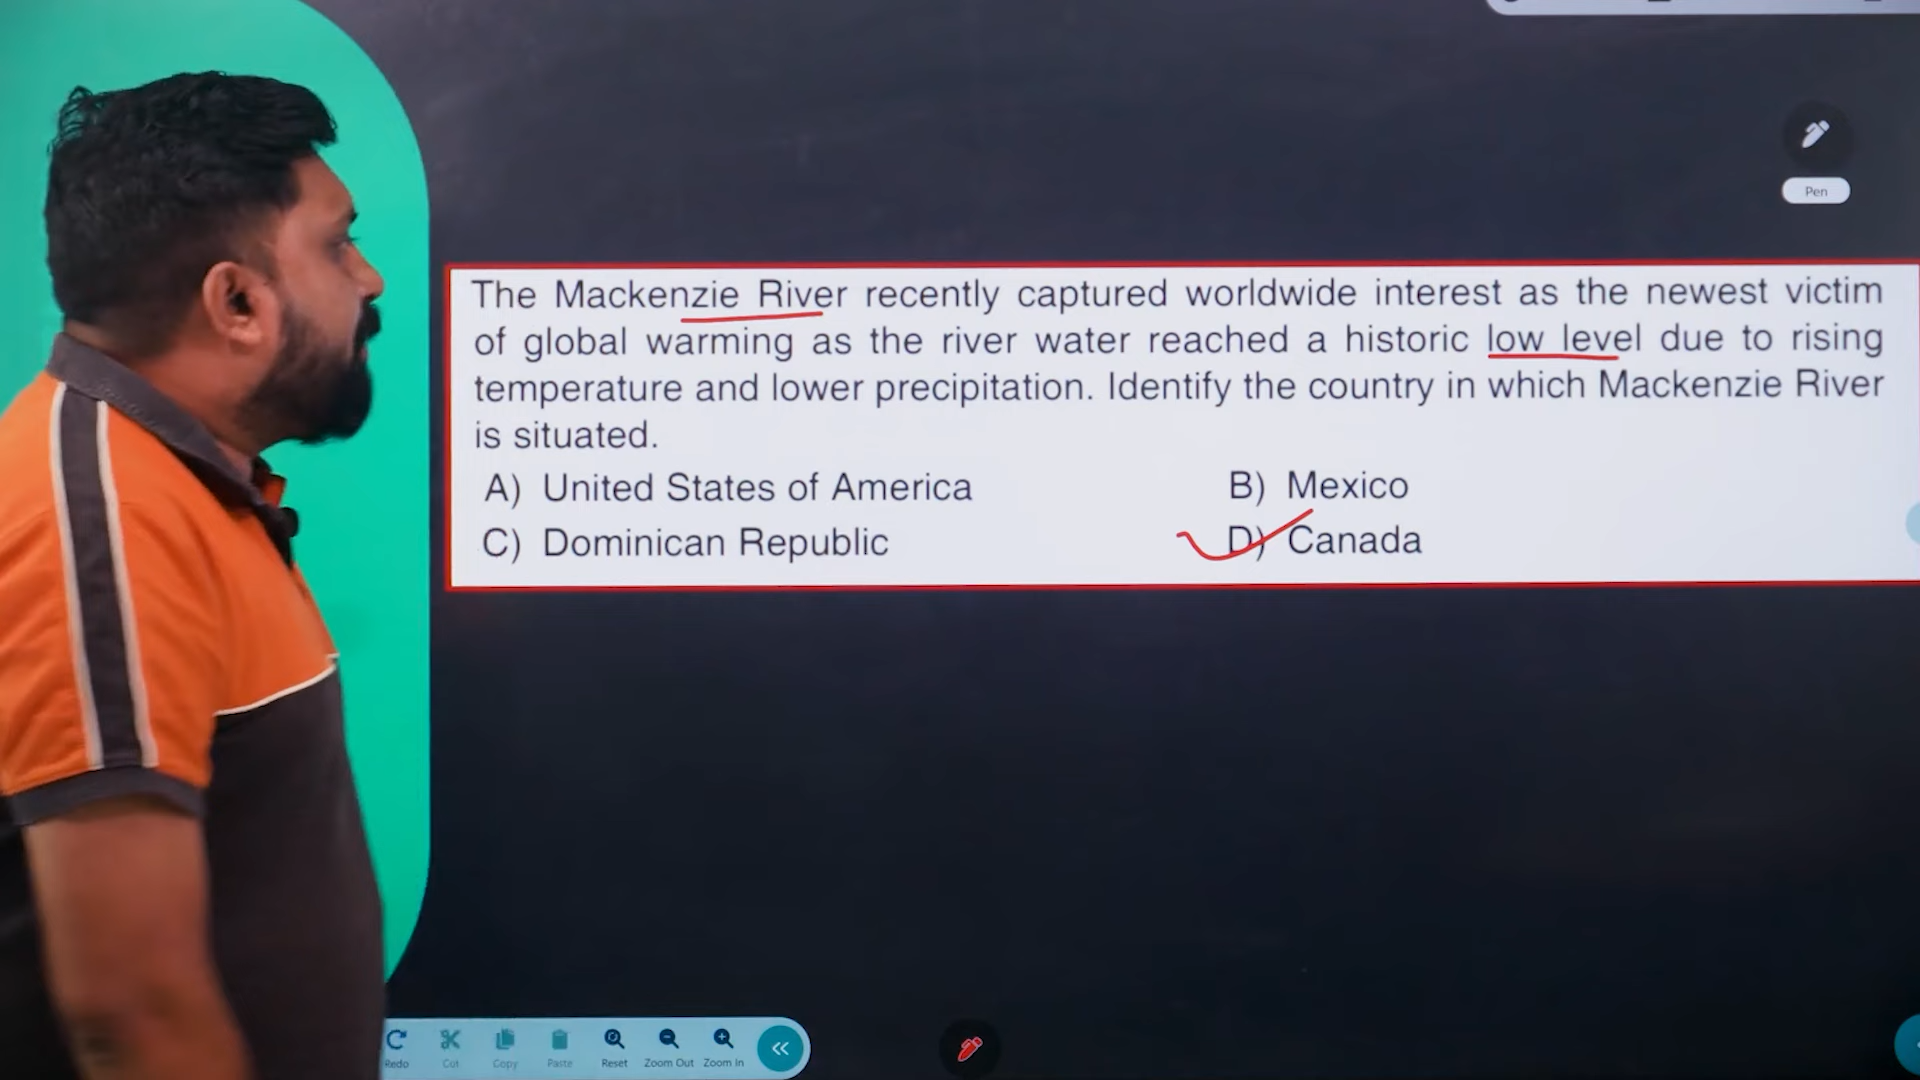 Pen
The Mackenzie River recently captured worldwide interest as the newest victim
of global warming as the river water reached a historic low level due to rising
temperature and lower precipitation. Identify the country in which Mackenzie River
is situated.
A) United States of America B) Mexico
C) Dominican Republic D) Canada
Redo Cut Copy Paste Reset Zoom Out Zoom In